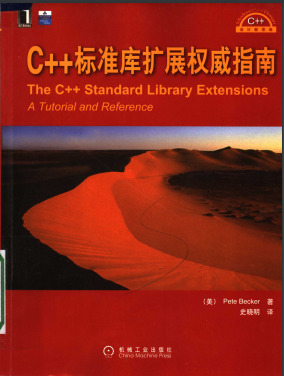 C++
C++标准库扩展权威指南
The C++ Standard Library Extensions
A Tutorial and Reference
（美） Pete Becker 著
史晓明 译
机械工业出版社
China Machine Press